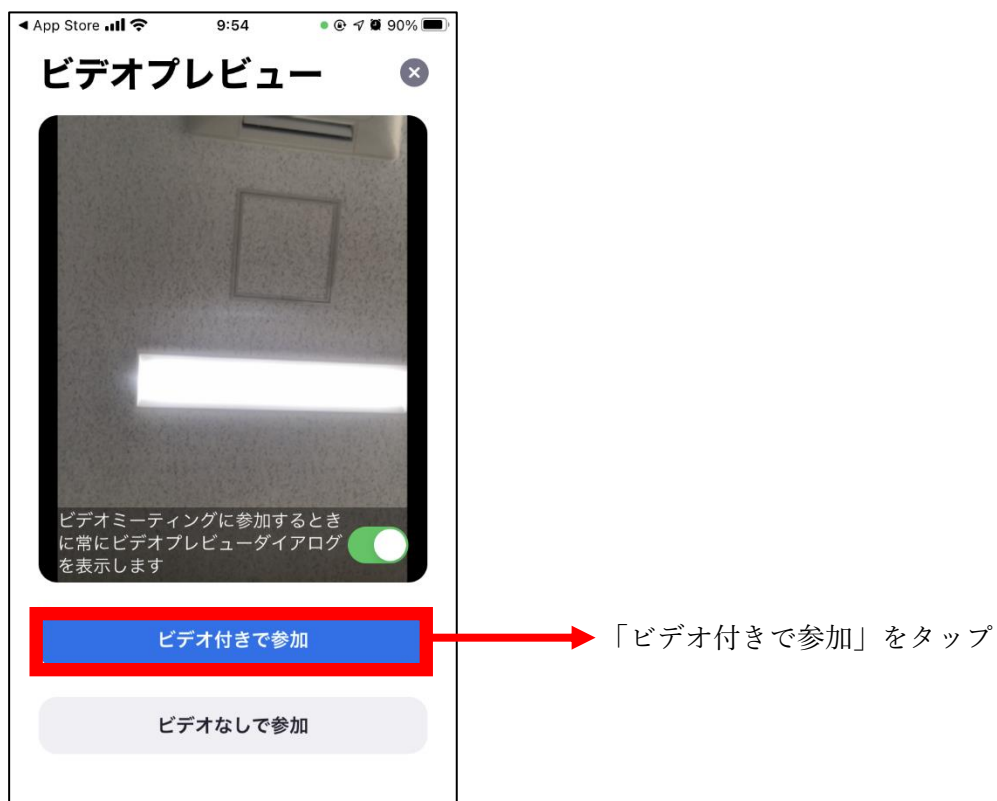 ◀ App Store 9:54 90%
ビデオプレビュー
ビデオミーティングに参加するとき
に常にビデオプレビューダイアログ
を表示します
ビデオ付きで参加
「ビデオ付きで参加」をタップ
ビデオなしで参加